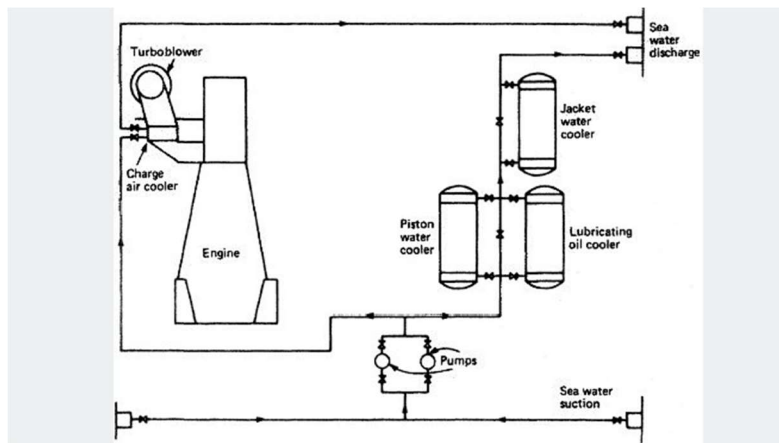 Sea
water
discharge
Turboblower
Jacket
water
cooler
Charge
air cooler
Piston
water
cooler
Lubricating
oil cooler
Engine
Pumps
Sea water
suction